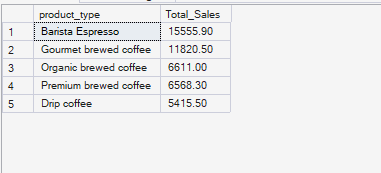 product_type Total_Sales
1 Barista Espresso 15555.90
2 Gourmet brewed coffee 11820.50
3 Organic brewed coffee 6611.00
4 Premium brewed coffee 6568.30
5 Drip coffee 5415.50